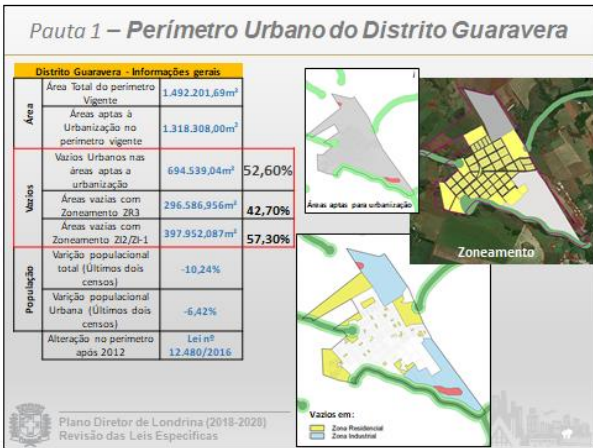 Pauta 1 – Perímetro Urbano do Distrito Guaravera
Distrito Guaravera - Informações gerais
Área
Área Total do perimetro
Vigente
1.492.201,69m²
Áreas aptas à
Urbanização no
perimetro vigente
1.318.308,00m²
Vazios
Vazios Urbanos nas
áreas aptas a
urbanização
694.539,04m²
52,60%
Áreas vazias com
Zoneamento ZR3
296.586,956m²
42,70%
Áreas vazias com
Zoneamento ZI2/ZI-1
397.952,087m²
57,30%
População
Varição populacional
total (Últimos dois
censos)
-10,24%
Varição populacional
Urbana (Últimos dois
censos)
-6,42%
Alteração no perimetro
após 2012
Lei nº
12.480/2016
Áreas aptas para urbanização
Zoneamento
Vazios em:
Zona Residencial
Zona Industrial
Plano Diretor de Londrina (2018-2028)
Revisão das Leis Específicas